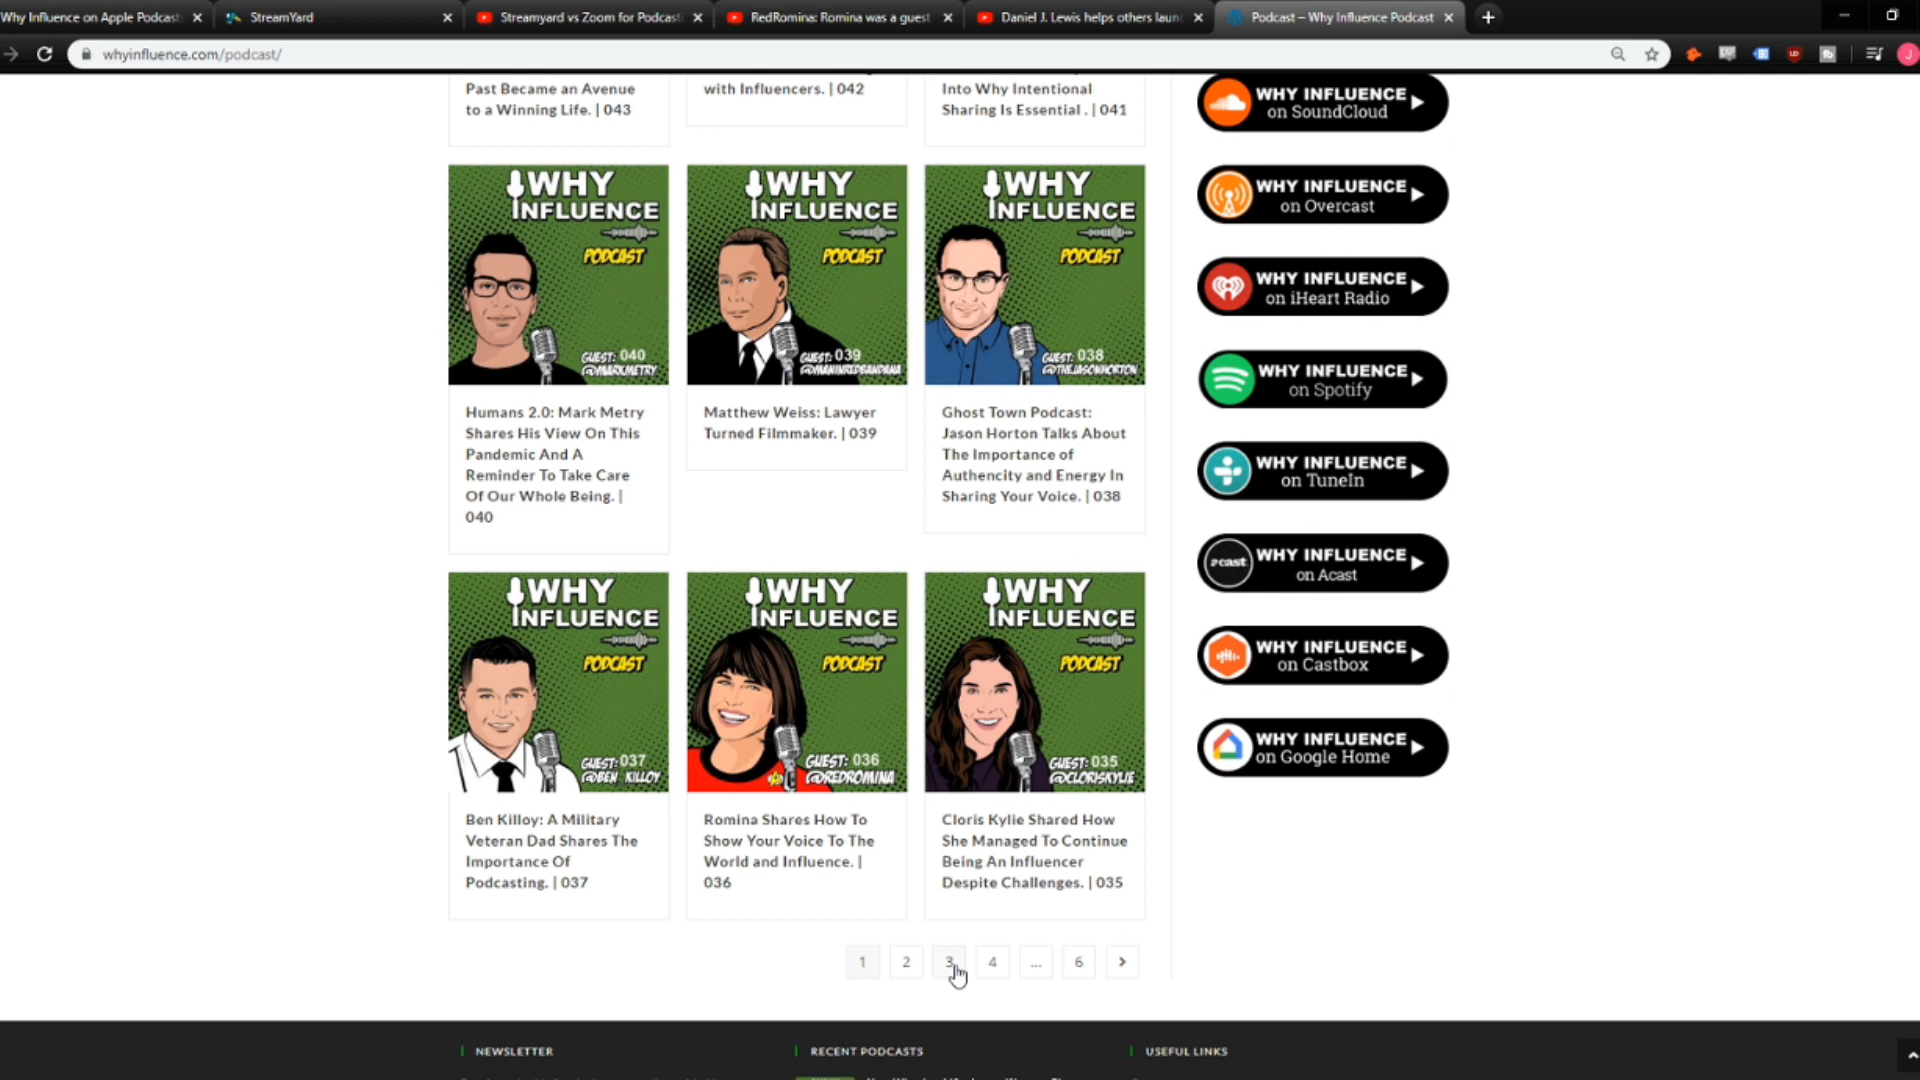 Why Influence on Apple Podcast
StreamYard
Streamyard vs Zoom for Podcasti
RedRomina: Romina was a guest
Daniel J. Lewis helps others laun
Podcast – Why Influence Podcast
whyinfluence.com/podcast/
Past Became an Avenue
to a Winning Life. | 043
with Influencers. | 042
Into Why Intentional
Sharing Is Essential . | 041
WHY INFLUENCE
on SoundCloud
WHY INFLUENCE
on Overcast
WHY INFLUENCE
on iHeart Radio
WHY INFLUENCE
on Spotify
WHY INFLUENCE
on TuneIn
acast
WHY INFLUENCE
on Acast
WHY INFLUENCE
on Castbox
WHY INFLUENCE
on Google Home
WHY
INFLUENCE
PODCAST
GUEST: 040
@MARKMETRY
WHY
INFLUENCE
PODCAST
GUEST: 039
@MANINREDBANDANA
WHY
INFLUENCE
PODCAST
GUEST: 038
@THEJASONHORTON
Humans 2.0: Mark Metry
Shares His View On This
Pandemic And A
Reminder To Take Care
Of Our Whole Being. |
040
Matthew Weiss: Lawyer
Turned Filmmaker. | 039
Ghost Town Podcast:
Jason Horton Talks About
The Importance of
Authencity and Energy In
Sharing Your Voice. | 038
WHY
INFLUENCE
PODCAST
GUEST: 037
@BEN_KILLOY
WHY
INFLUENCE
PODCAST
GUEST: 036
@REDROMINA
WHY
INFLUENCE
PODCAST
GUEST: 035
@CLORISKYLIE
Ben Killoy: A Military
Veteran Dad Shares The
Importance Of
Podcasting. | 037
Romina Shares How To
Show Your Voice To The
World and Influence. |
036
Cloris Kylie Shared How
She Managed To Continue
Being An Influencer
Despite Challenges. | 035
1 2 3 4 ... 6
NEWSLETTER
RECENT PODCASTS
USEFUL LINKS